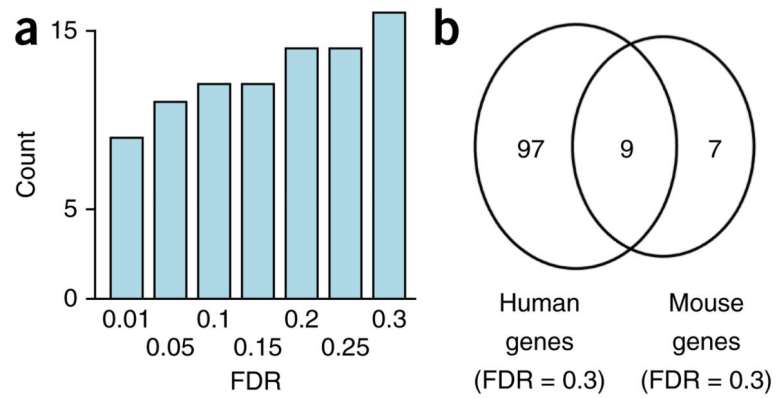 a
15
5
0
Count
0.01 0.1 0.2 0.3
0.05 0.15 0.25
FDR
b
97 9 7
Human
genes
(FDR = 0.3)
Mouse
genes
(FDR = 0.3)